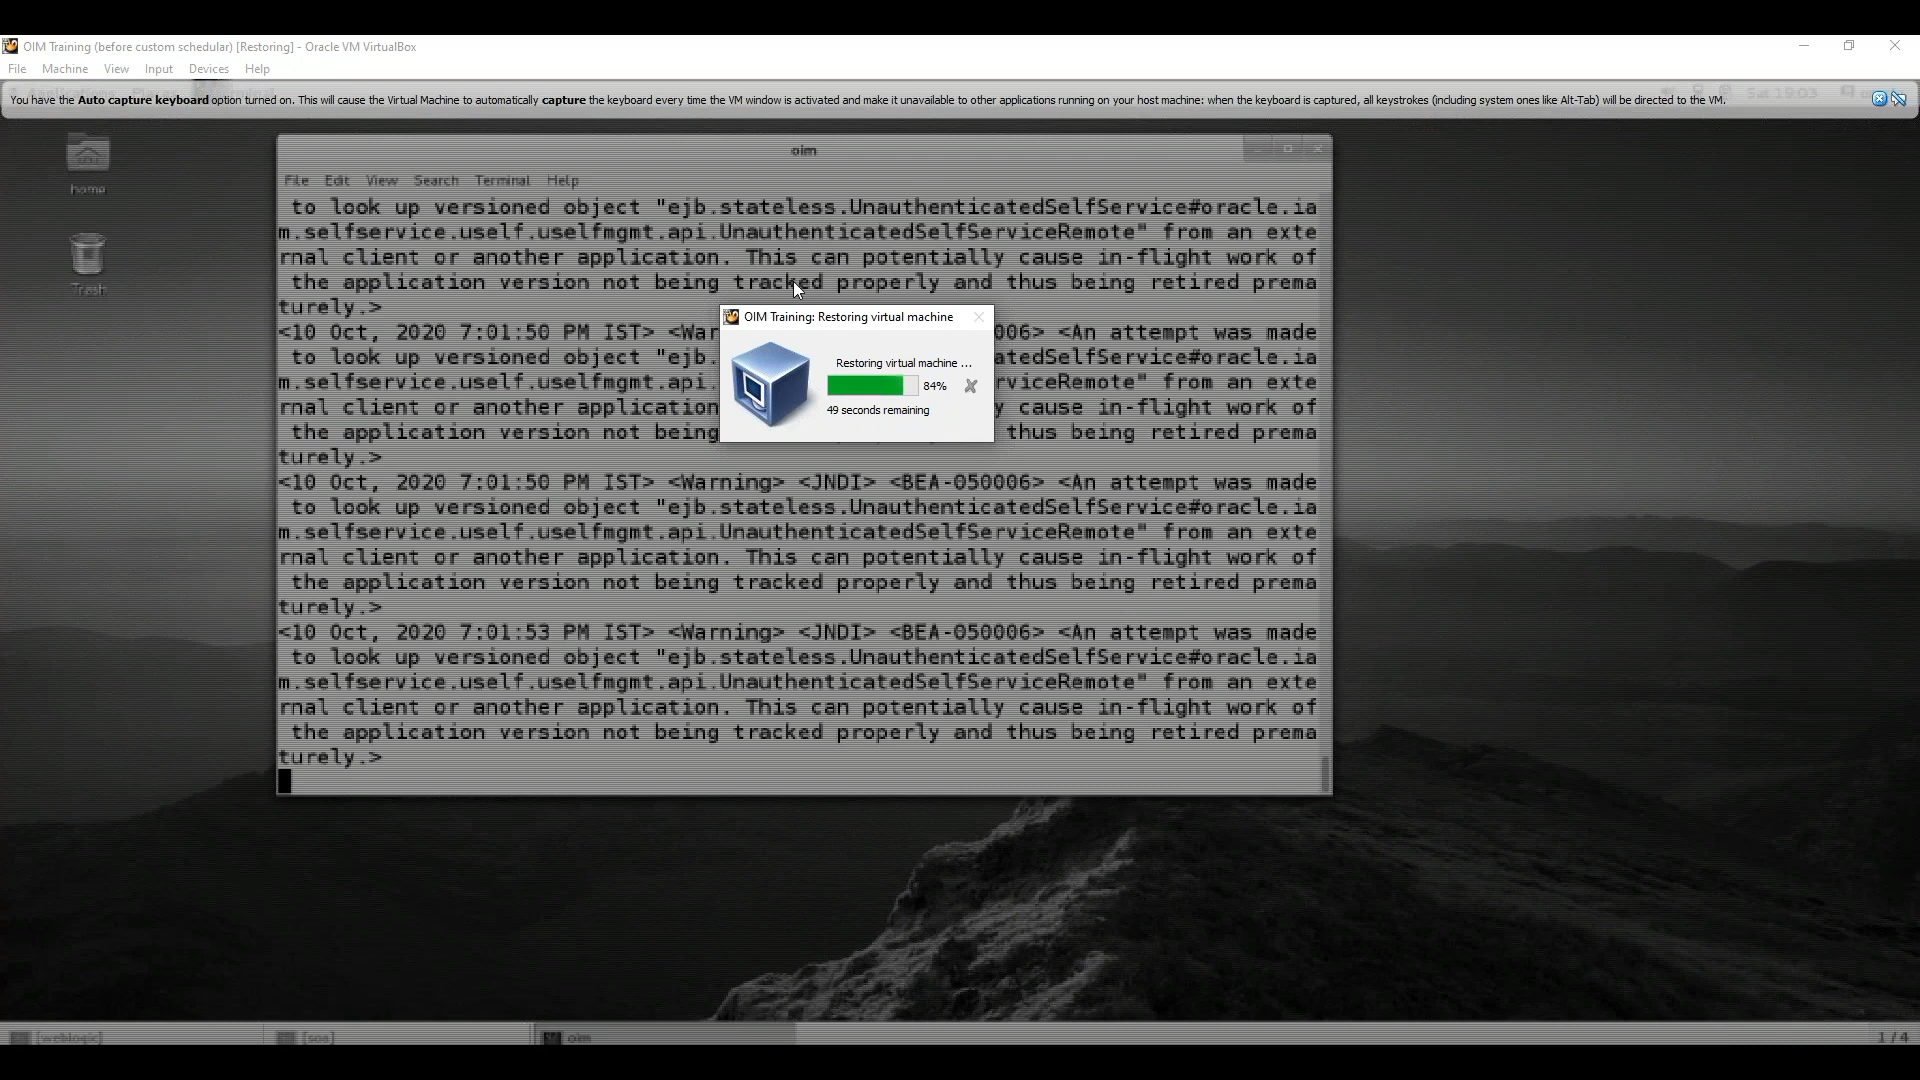 OIM Training (before custom schedular) [Restoring] - Oracle VM VirtualBox
File Machine View Input Devices Help
You have the Auto capture keyboard option turned on. This will cause the Virtual Machine to automatically capture the keyboard every time the VM window is activated and make it unavailable to other applications running on your host machine: when the keyboard is captured, all keystrokes (including system ones like Alt-Tab) will be directed to the VM.
Sat 19:03
home
Trash
oim
File Edit View Search Terminal Help
to look up versioned object "ejb.stateless.UnauthenticatedSelfService#oracle.ia
m.selfservice.uself.uselfmgmt.api.UnauthenticatedSelfServiceRemote" from an exte
rnal client or another application. This can potentially cause in-flight work of
the application version not being tracked properly and thus being retired prema
turely.>
<10 Oct, 2020 7:01:50 PM IST> <War 006> <An attempt was made
to look up versioned object "ejb. atedSelfService#oracle.ia
m.selfservice.uself.uselfmgmt.api. rviceRemote" from an exte
rnal client or another application y cause in-flight work of
the application version not being thus being retired prema
turely.>
OIM Training: Restoring virtual machine
Restoring virtual machine ...
84%
49 seconds remaining
<10 Oct, 2020 7:01:50 PM IST> <Warning> <JNDI> <BEA-050006> <An attempt was made
to look up versioned object "ejb.stateless.UnauthenticatedSelfService#oracle.ia
m.selfservice.uself.uselfmgmt.api.UnauthenticatedSelfServiceRemote" from an exte
rnal client or another application. This can potentially cause in-flight work of
the application version not being tracked properly and thus being retired prema
turely.>
<10 Oct, 2020 7:01:53 PM IST> <Warning> <JNDI> <BEA-050006> <An attempt was made
to look up versioned object "ejb.stateless.UnauthenticatedSelfService#oracle.ia
m.selfservice.uself.uselfmgmt.api.UnauthenticatedSelfServiceRemote" from an exte
rnal client or another application. This can potentially cause in-flight work of
the application version not being tracked properly and thus being retired prema
turely.>
[weblogic] [soa] oim 1 / 4